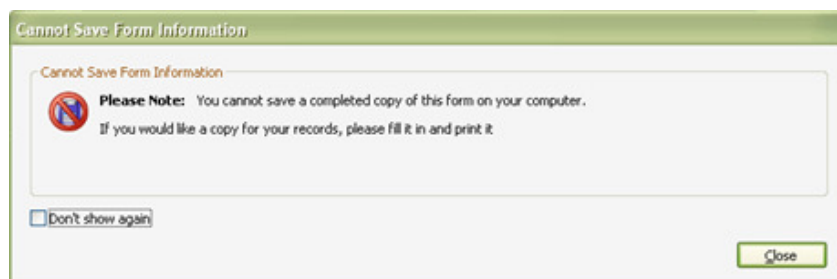 Cannot Save Form Information
Cannot Save Form Information
Please Note: You cannot save a completed copy of this form on your computer.
If you would like a copy for your records, please fill it in and print it
Don't show again
Close